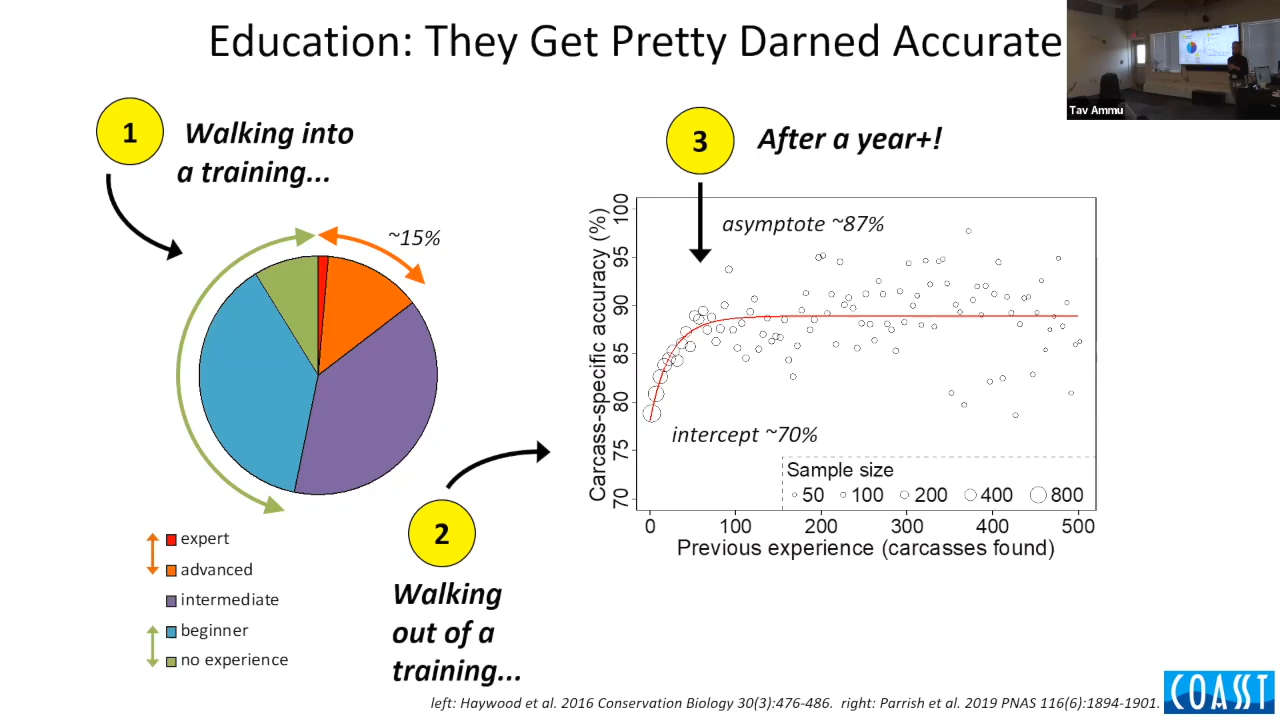 Education: They Get Pretty Darned Accurate
Tav Ammu
1
Walking into
a training...
3
After a year+!
~15%
asymptote ~87%
intercept ~70%
Carcass-specific accuracy (%)
100
95
90
85
80
75
70
Sample size
50 100 200 400 800
0 100 200 300 400 500
Previous experience (carcasses found)
2
Walking
out of a
training...
expert
advanced
intermediate
beginner
no experience
left: Haywood et al. 2016 Conservation Biology 30(3):476-486. right: Parrish et al. 2019 PNAS 116(6):1894-1901.
COASST